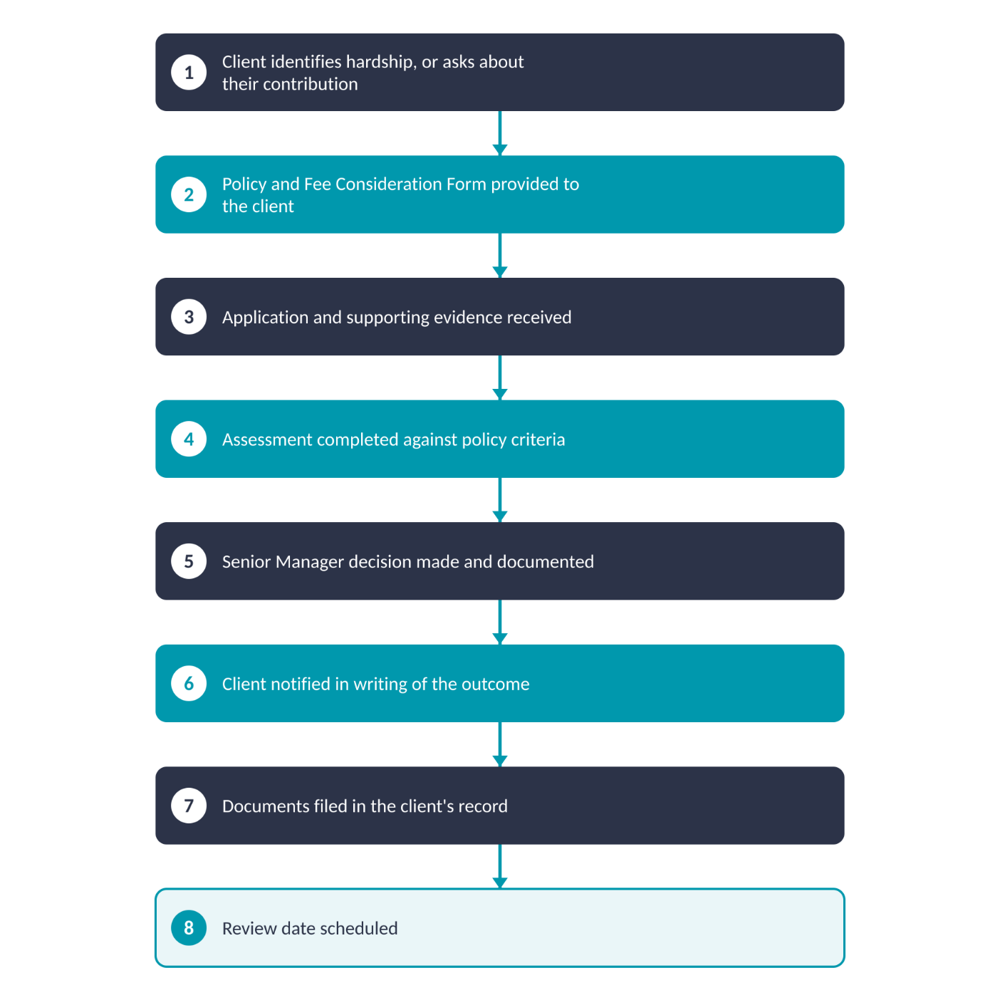 1
Client identifies hardship, or asks about
their contribution
2
Policy and Fee Consideration Form provided to
the client
3
Application and supporting evidence received
4
Assessment completed against policy criteria
5
Senior Manager decision made and documented
6
Client notified in writing of the outcome
7
Documents filed in the client's record
8
Review date scheduled